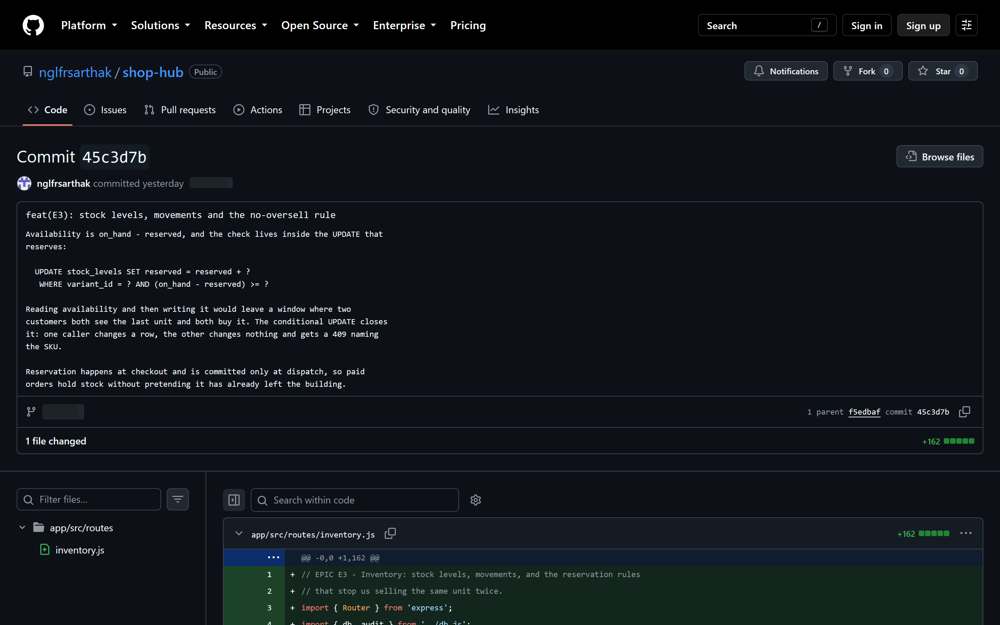 Platform Solutions Resources Open Source Enterprise Pricing Search / Sign in Sign up
nglfrsarthak / shop-hub Public Notifications Fork 0 Star 0
Code Issues Pull requests Actions Projects Security and quality Insights
Commit 45c3d7b Browse files
nglfrsarthak committed yesterday
feat(E3): stock levels, movements and the no-oversell rule
Availability is on_hand - reserved, and the check lives inside the UPDATE that
reserves:
UPDATE stock_levels SET reserved = reserved + ?
WHERE variant_id = ? AND (on_hand - reserved) >= ?
Reading availability and then writing it would leave a window where two
customers both see the last unit and both buy it. The conditional UPDATE closes
it: one caller changes a row, the other changes nothing and gets a 409 naming
the SKU.
Reservation happens at checkout and is committed only at dispatch, so paid
orders hold stock without pretending it has already left the building.
1 parent f5edbaf commit 45c3d7b
1 file changed +162
Filter files...
Search within code
app/src/routes
inventory.js
app/src/routes/inventory.js +162
@@ -0,0 +1,162 @@
1 + // EPIC E3 - Inventory: stock levels, movements, and the reservation rules
2 + // that stop us selling the same unit twice.
3 + import { Router } from 'express';
4 + import { db, audit } from '../db.js';